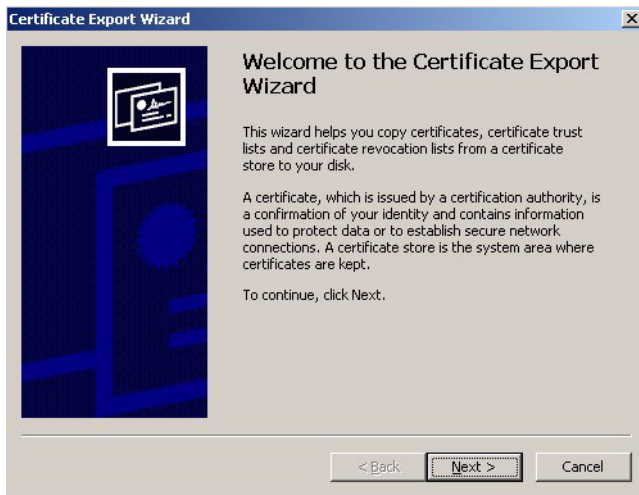 Certificate Export Wizard
Welcome to the Certificate Export
Wizard
This wizard helps you copy certificates, certificate trust
lists and certificate revocation lists from a certificate
store to your disk.
A certificate, which is issued by a certification authority, is
a confirmation of your identity and contains information
used to protect data or to establish secure network
connections. A certificate store is the system area where
certificates are kept.
To continue, click Next.
< Back
Next >
Cancel